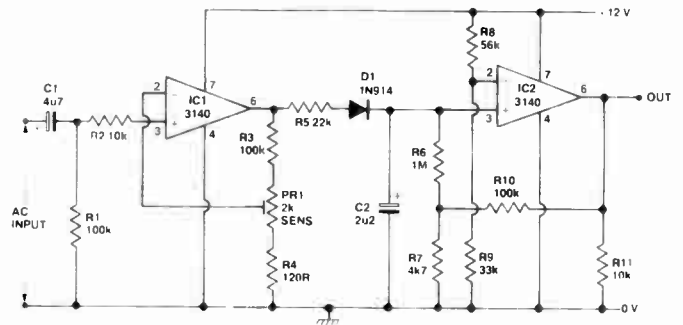 - 12 V
R8
56k
D1
1N914
C1
4u7
2
-
IC1
3140
+
3
7
4
6
R2 10k
R5 22k
R3
100k
2
-
IC2
3140
+
3
7
4
6
OUT
R6
1M
R10
100k
PR1
2k
SENS
AC
INPUT
R1
100k
C2
2u2
+
R4
120R
R7
4k7
R9
33k
R11
10k
0 V